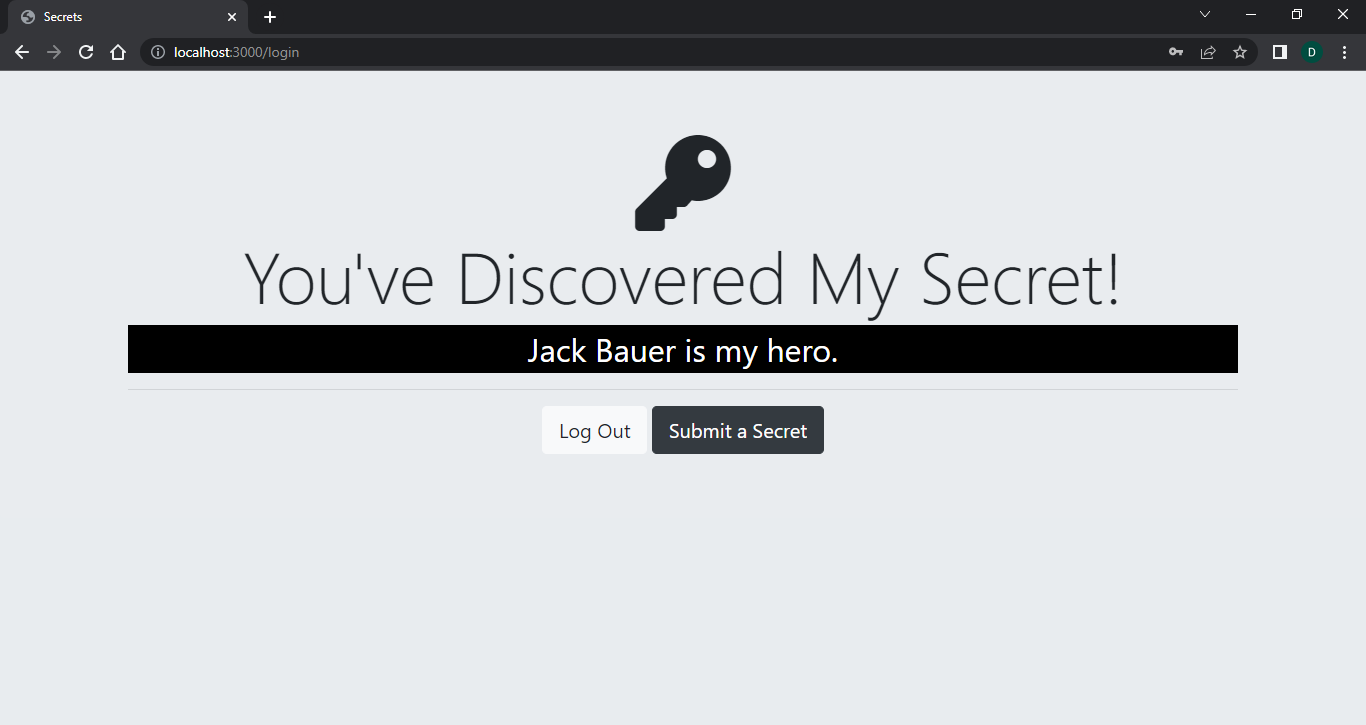 Secrets
localhost:3000/login
D
You've Discovered My Secret!
Jack Bauer is my hero.
Log Out Submit a Secret